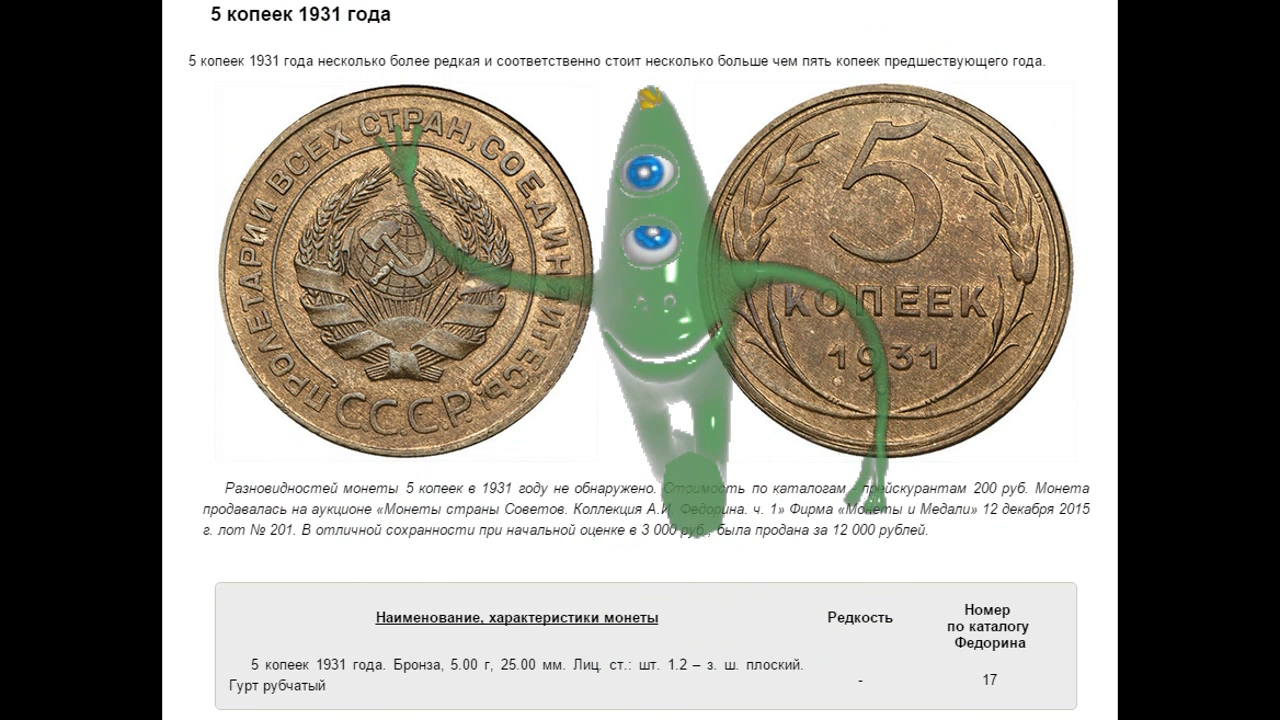 5 копеек 1931 года
5 копеек 1931 года несколько более редкая и соответственно стоит несколько больше чем пять копеек предшествующего года.
ПРОЛЕТАРИИ ВСЕХ СТРАН, СОЕДИНЯЙТЕСЬ!
С.С.С.Р.
5
КОПЕЕК
1931
Разновидностей монеты 5 копеек в 1931 году не обнаружено. Стоимость по каталогам - прейскурантам 200 руб. Монета
продавалась на аукционе «Монеты страны Советов. Коллекция А.И. Федорина. ч. 1» Фирма «Монеты и Медали» 12 декабря 2015
г. лот № 201. В отличной сохранности при начальной оценке в 3 000 руб., была продана за 12 000 рублей.
Наименование, характеристики монеты
Редкость
Номер
по каталогу
Федорина
5 копеек 1931 года. Бронза, 5.00 г, 25.00 мм. Лиц. ст.: шт. 1.2 – з. ш. плоский.
Гурт рубчатый
-
17